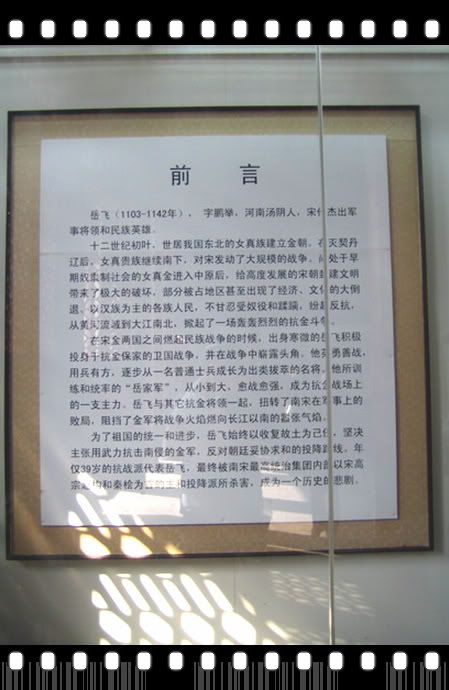 前 言
岳飞（1103-1142年）， 字鹏举，河南汤阴人，宋代杰出军
事将领和民族英雄。
十二世纪初叶，世居我国东北的女真族建立金朝。在灭契丹
辽后，女真贵族继续南下，对宋发动了大规模的战争。尚处于早
期奴隶制社会的女真金进入中原后，给高度发展的宋朝封建文明
带来了极大的破坏，部分被占地区甚至出现了经济、文化的大倒
退。以汉族为主的各族人民，不甘忍受奴役和蹂躏，纷起反抗，
从黄河流域到大江南北，掀起了一场轰轰烈烈的抗金斗争。
在宋金两国之间燃起民族战争的时候，出身寒微的岳飞积极
投身于抗金保家的卫国战争，并在战争中崭露头角。他英勇善战，
用兵有方，逐步从一名普通士兵成长为出类拔萃的名将。他所训
练和统率的“岳家军”，从小到大，愈战愈强，成为抗金战场上
的一支主力。岳飞与其它抗金将领一起，扭转了南宋在军事上的
败局，阻挡了金军将战争火焰燃向长江以南的嚣张气焰。
为了祖国的统一和进步，岳飞始终以收复故土为己任，坚决
主张用武力抗击南侵的金军，反对朝廷妥协求和的投降路线。年
仅39岁的抗战派代表岳飞，最终被南宋最高统治集团内部以宋高
宗赵构和秦桧为首的主和投降派所杀害，成为一个历史的悲剧。